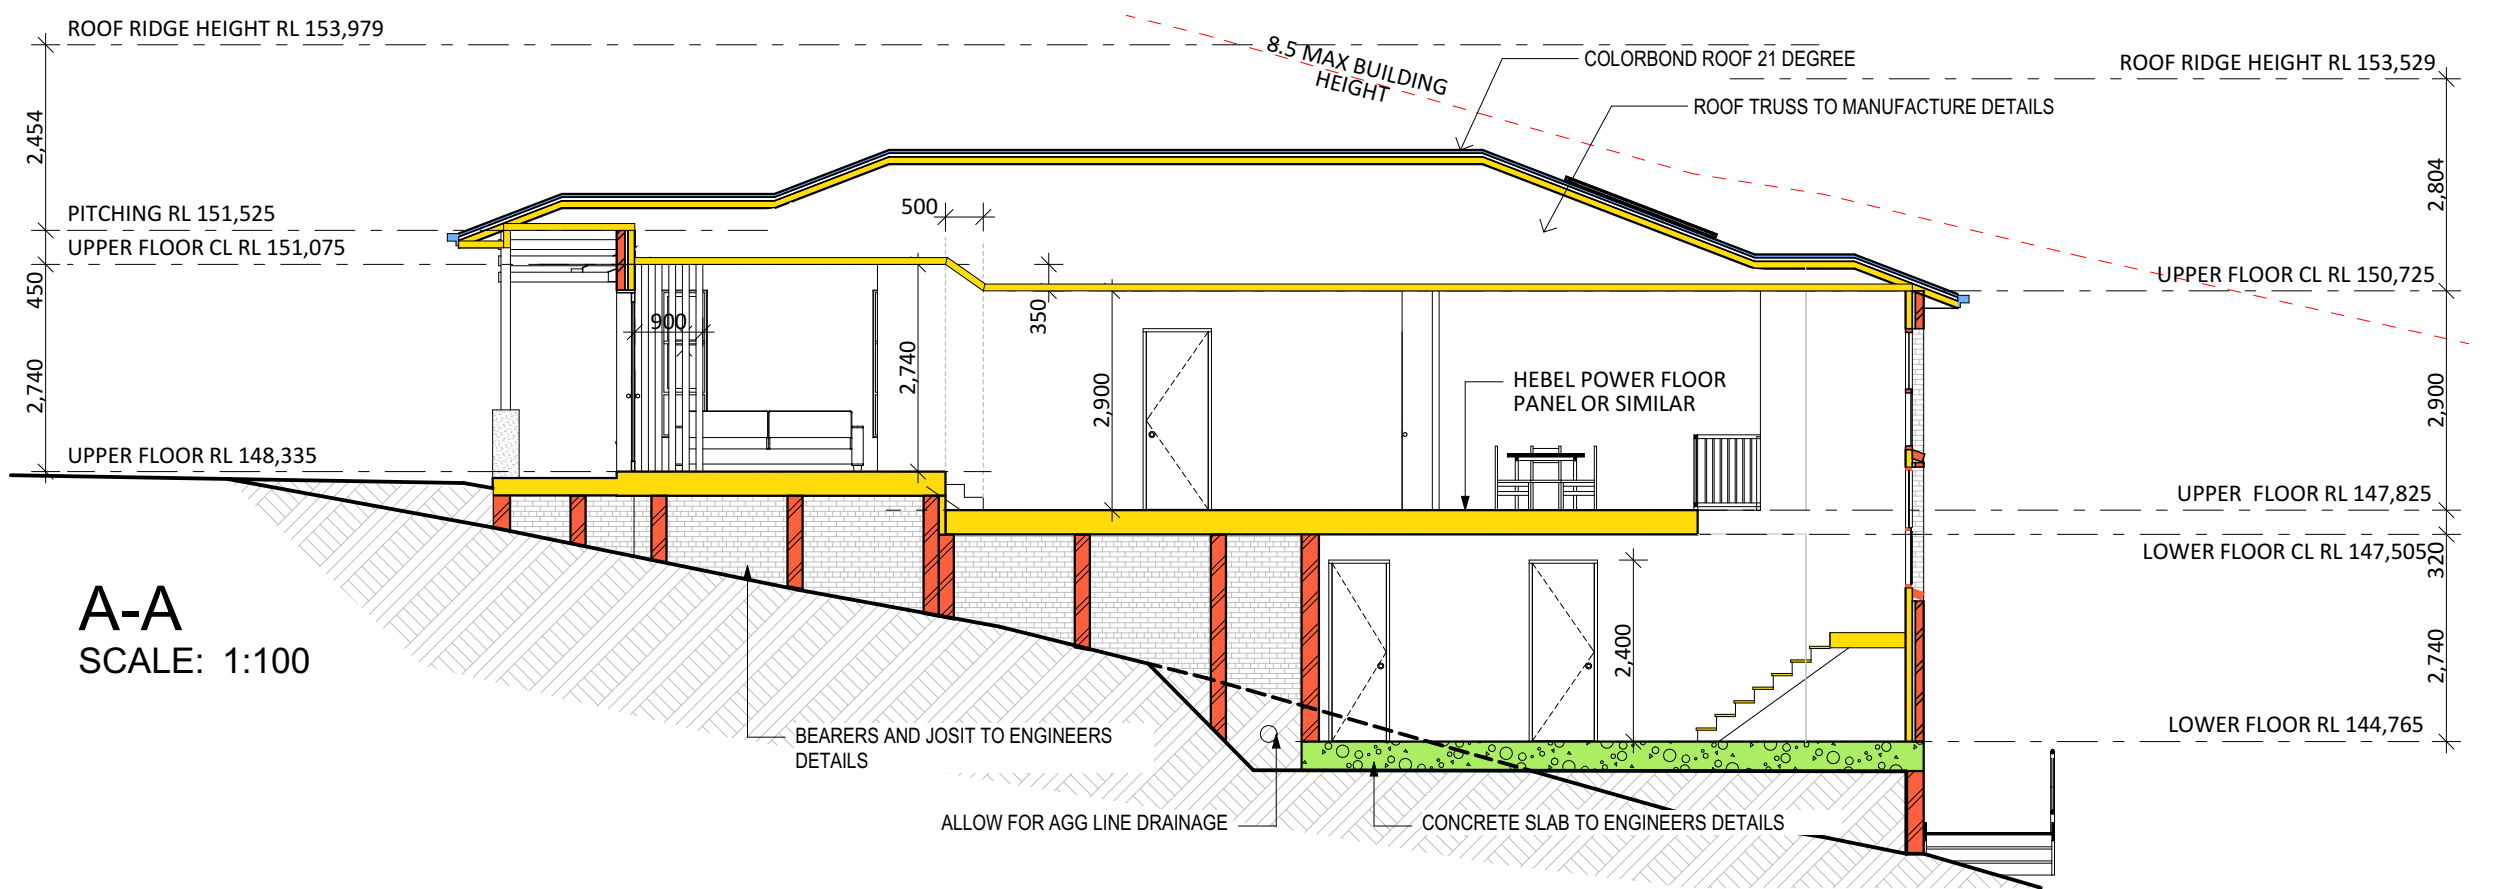 ROOF RIDGE HEIGHT RL 153,979
8.5 MAX BUILDING
HEIGHT
COLORBOND ROOF 21 DEGREE
ROOF RIDGE HEIGHT RL 153,529
ROOF TRUSS TO MANUFACTURE DETAILS
2,454
2,804
PITCHING RL 151,525
500
UPPER FLOOR CL RL 151,075
UPPER FLOOR CL RL 150,725
450
350
900
2,740
2,740
2,900
HEBEL POWER FLOOR
PANEL OR SIMILAR
2,900
UPPER FLOOR RL 148,335
UPPER FLOOR RL 147,825
LOWER FLOOR CL RL 147,505
320
A-A
SCALE: 1:100
2,400
2,740
LOWER FLOOR RL 144,765
BEARERS AND JOSIT TO ENGINEERS
DETAILS
ALLOW FOR AGG LINE DRAINAGE
CONCRETE SLAB TO ENGINEERS DETAILS